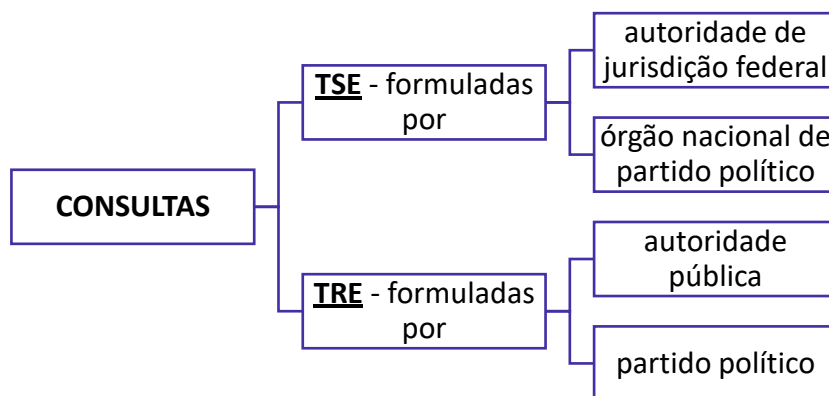 CONSULTAS
TSE - formuladas
por
autoridade de
jurisdição federal
órgão nacional de
partido político
TRE - formuladas
por
autoridade
pública
partido político